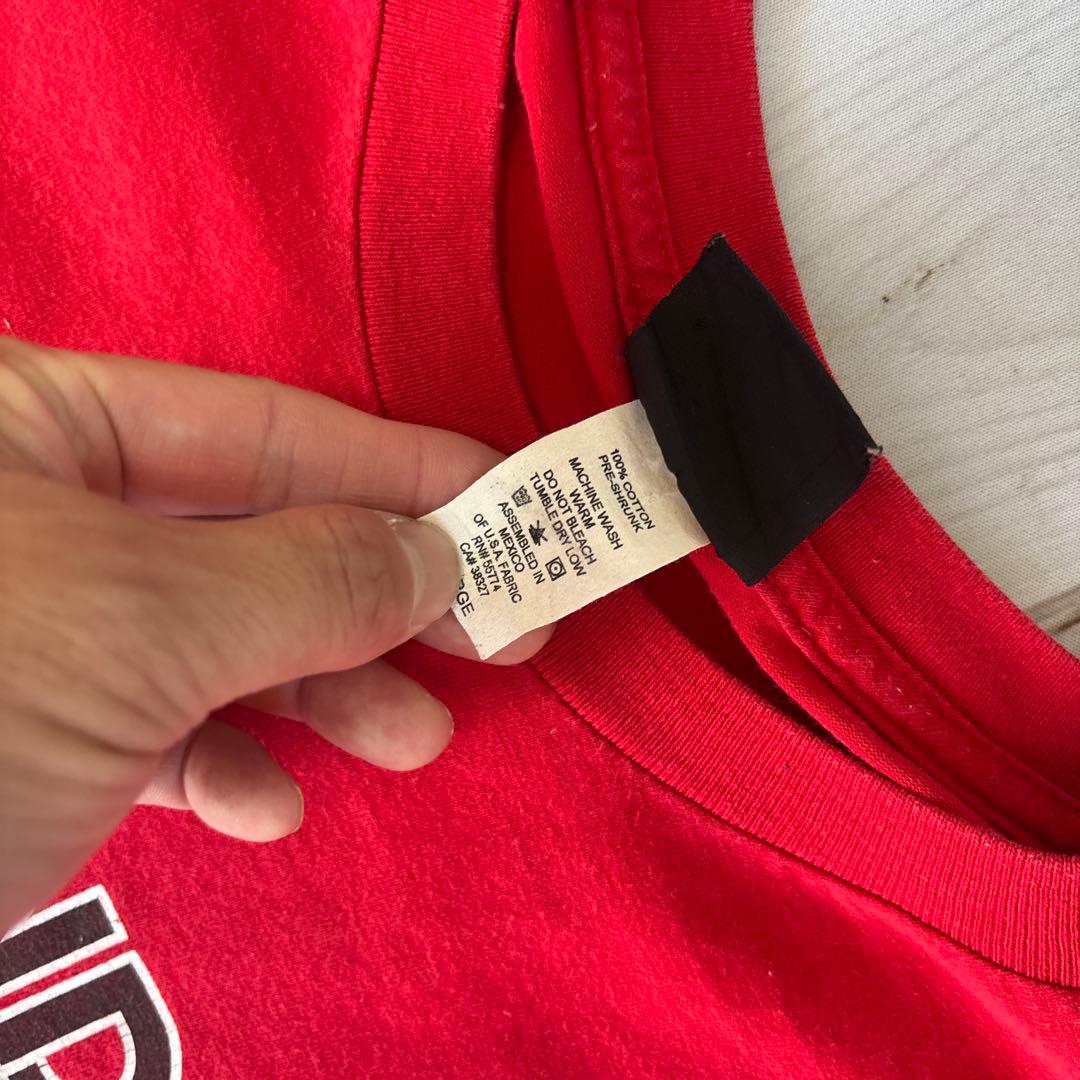 100% COTTON
PRE-SHRUNK
MACHINE WASH
WARM
DO NOT BLEACH
TUMBLE DRY LOW
ASSEMBLED IN
MEXICO
OF U.S.A. FABRIC
RN# 55774
CA# 38327
RGE